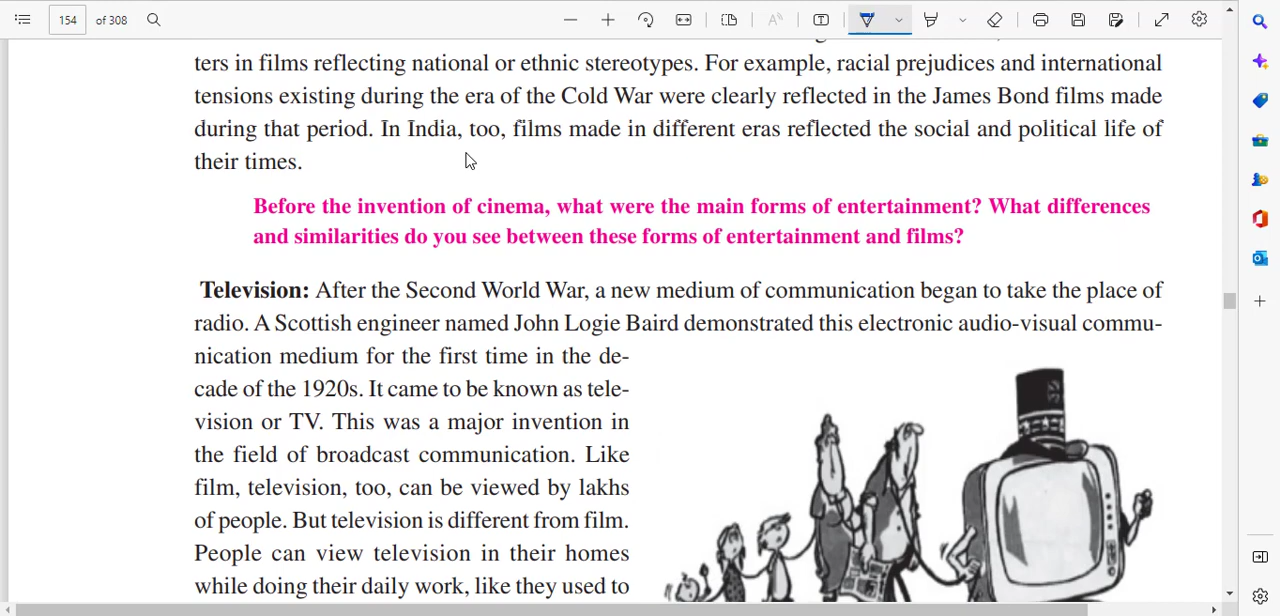 154 of 308
ters in films reflecting national or ethnic stereotypes. For example, racial prejudices and international
tensions existing during the era of the Cold War were clearly reflected in the James Bond films made
during that period. In India, too, films made in different eras reflected the social and political life of
their times.
Before the invention of cinema, what were the main forms of entertainment? What differences
and similarities do you see between these forms of entertainment and films?
Television: After the Second World War, a new medium of communication began to take the place of
radio. A Scottish engineer named John Logie Baird demonstrated this electronic audio-visual commu-
nication medium for the first time in the de-
cade of the 1920s. It came to be known as tele-
vision or TV. This was a major invention in
the field of broadcast communication. Like
film, television, too, can be viewed by lakhs
of people. But television is different from film.
People can view television in their homes
while doing their daily work, like they used to